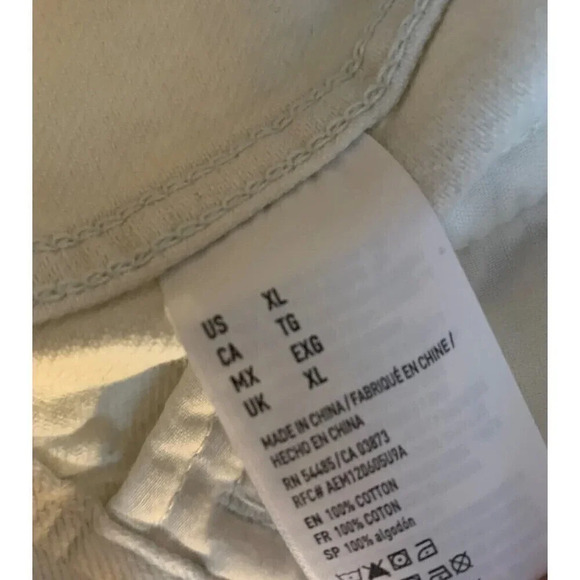 US XL
CA TG
MX EXG
UK XL
MADE IN CHINA / FABRIQUÉ EN CHINE /
HECHO EN CHINA
RN 54485 / CA 03873
RFC# AEM120605U9A
EN 100% COTTON
FR 100% COTON
SP 100% algodón